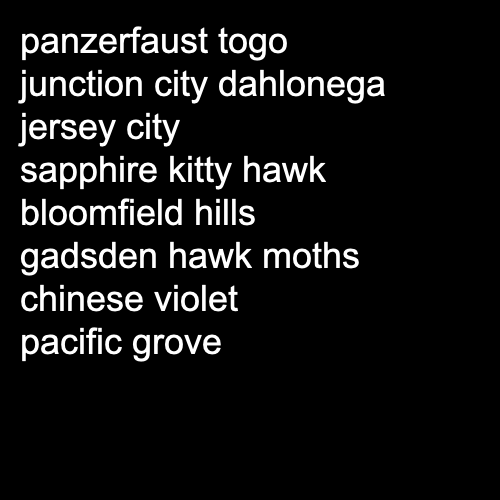 panzerfaust togo
junction city dahlonega
jersey city
sapphire kitty hawk
bloomfield hills
gadsden hawk moths
chinese violet
pacific grove